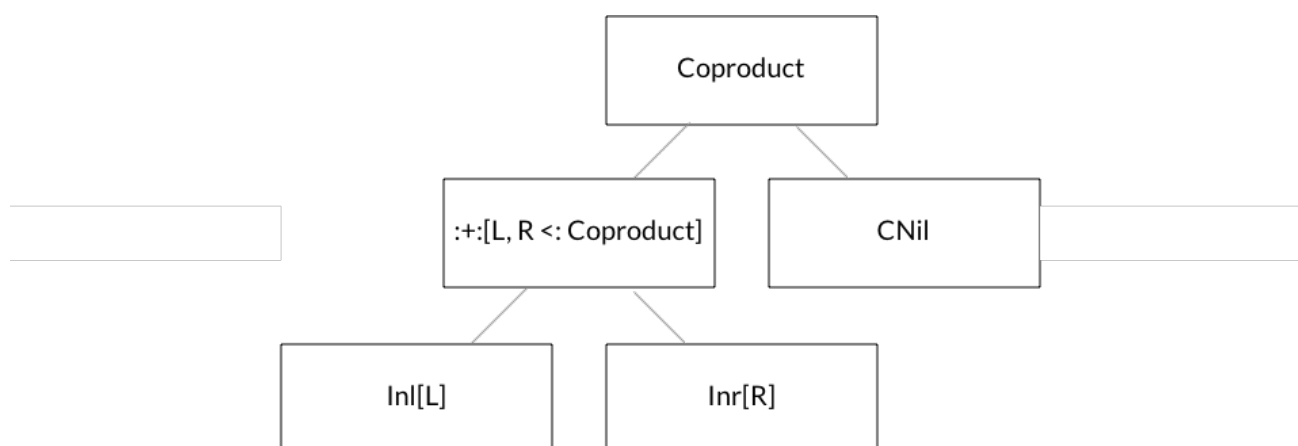 Coproduct
:+:[L, R <: Coproduct]
CNil
Inl[L]
Inr[R]